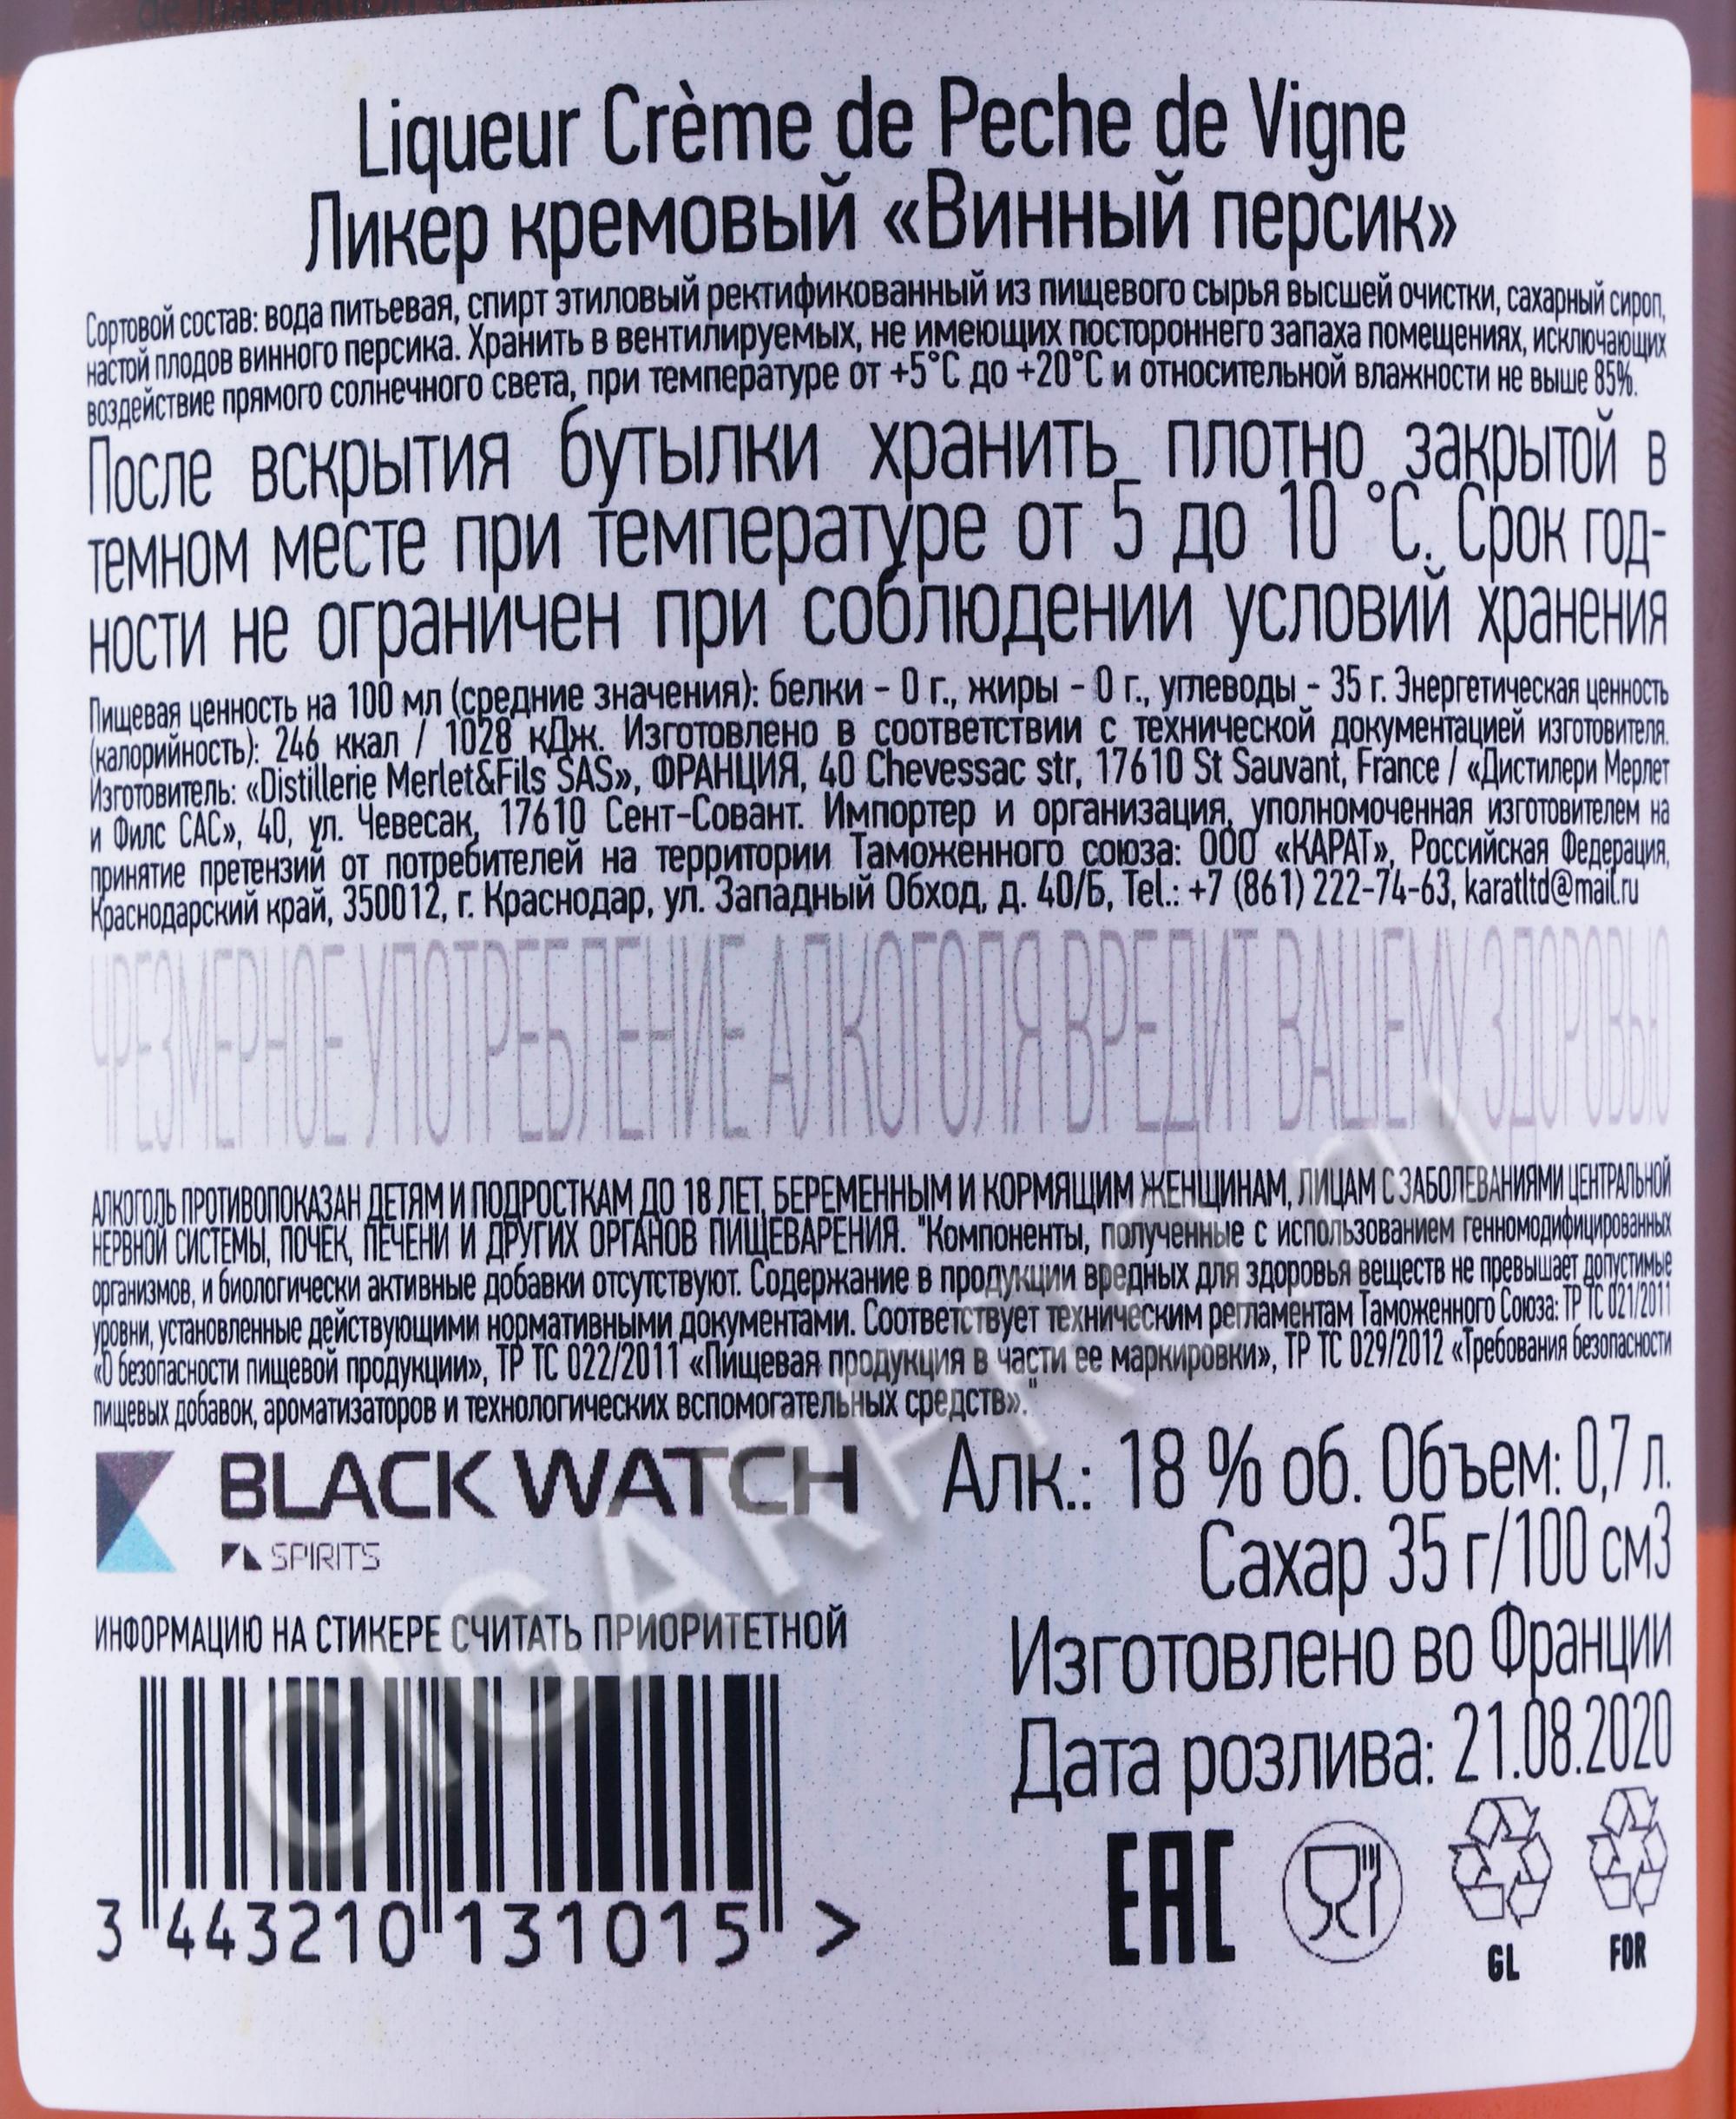 Liqueur Crème de Peche de Vigne
Ликер кремовый «Винный персик»
Сортовой состав: вода питьевая, спирт этиловый ректификованный из пищевого сырья высшей очистки, сахарный сироп,
настой плодов винного персика. Хранить в вентилируемых, не имеющих постороннего запаха помещениях, исключающих
воздействие прямого солнечного света, при температуре от +5°С до +20°С и относительной влажности не выше 85%.
После вскрытия бутылки хранить плотно закрытой в
темном месте при температуре от 5 до 10 °С. Срок год-
ности не ограничен при соблюдении условий хранения
Пищевая ценность на 100 мл (средние значения): белки - 0 г., жиры - 0 г., углеводы - 35 г. Энергетическая ценность
(калорийность): 246 ккал / 1028 кДж. Изготовлено в соответствии с технической документацией изготовителя.
Изготовитель: «Distillerie Merlet&Fils SAS», ФРАНЦИЯ, 40 Chevessac str, 17610 St Sauvant, France / «Дистилери Мерлет
и Филс САС», 40, ул. Чевесак, 17610 Сент-Совант. Импортер и организация, уполномоченная изготовителем на
принятие претензий от потребителей на территории Таможенного союза: ООО «КАРАТ», Российская Федерация,
Краснодарский край, 350012, г. Краснодар, ул. Западный Обход, д. 40/Б, Tel.: +7 (861) 222-74-63, karatltd@mail.ru
ЧРЕЗМЕРНОЕ УПОТРЕБЛЕНИЕ АЛКОГОЛЯ ВРЕДИТ ВАШЕМУ ЗДОРОВЬЮ
АЛКОГОЛЬ ПРОТИВОПОКАЗАН ДЕТЯМ И ПОДРОСТКАМ ДО 18 ЛЕТ, БЕРЕМЕННЫМ И КОРМЯЩИМ ЖЕНЩИНАМ, ЛИЦАМ С ЗАБОЛЕВАНИЯМИ ЦЕНТРАЛЬНОЙ
НЕРВНОЙ СИСТЕМЫ, ПОЧЕК, ПЕЧЕНИ И ДРУГИХ ОРГАНОВ ПИЩЕВАРЕНИЯ. "Компоненты, полученные с использованием генномодифицированных
организмов, и биологически активные добавки отсутствуют. Содержание в продукции вредных для здоровья веществ не превышает допустимые
уровни, установленные действующими нормативными документами. Соответствует техническим регламентам Таможенного Союза: ТР ТС 021/2011
«О безопасности пищевой продукции», ТР ТС 022/2011 «Пищевая продукция в части ее маркировки», ТР ТС 029/2012 «Требования безопасности
пищевых добавок, ароматизаторов и технологических вспомогательных средств»."
BLACK WATCH
SPIRITS
Алк.: 18 % об. Объем: 0,7 л.
Сахар 35 г/100 см3
ИНФОРМАЦИЮ НА СТИКЕРЕ СЧИТАТЬ ПРИОРИТЕТНОЙ
Изготовлено во Франции
Дата розлива: 21.08.2020
3 443210 131015 >
EAC
GL
FOR
CIGARPRO.ru